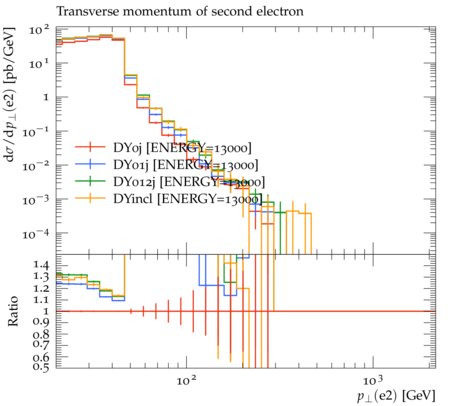 Transverse momentum of second electron
dσ/dp⊥(e2) [pb/GeV]
10²
10
1
10⁻¹
10⁻²
10⁻³
10⁻⁴
DY0j [ENERGY=13000]
DY01j [ENERGY=13000]
DY012j [ENERGY=13000]
DYincl [ENERGY=13000]
Ratio
1.4
1.3
1.2
1.1
1
0.9
0.8
0.7
0.6
0.5
10²
10³
p⊥(e2) [GeV]